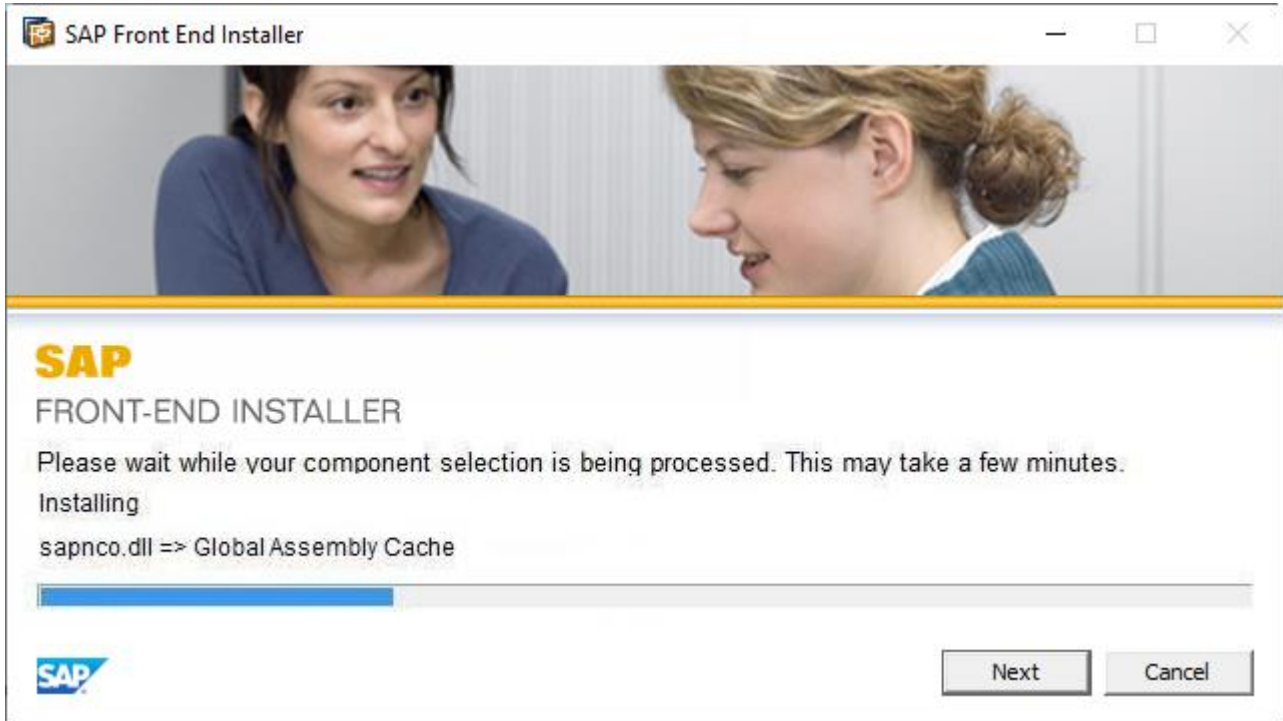 SAP Front End Installer
SAP
FRONT-END INSTALLER
Please wait while your component selection is being processed. This may take a few minutes.
Installing
sapnco.dll => Global Assembly Cache
SAP
Next
Cancel